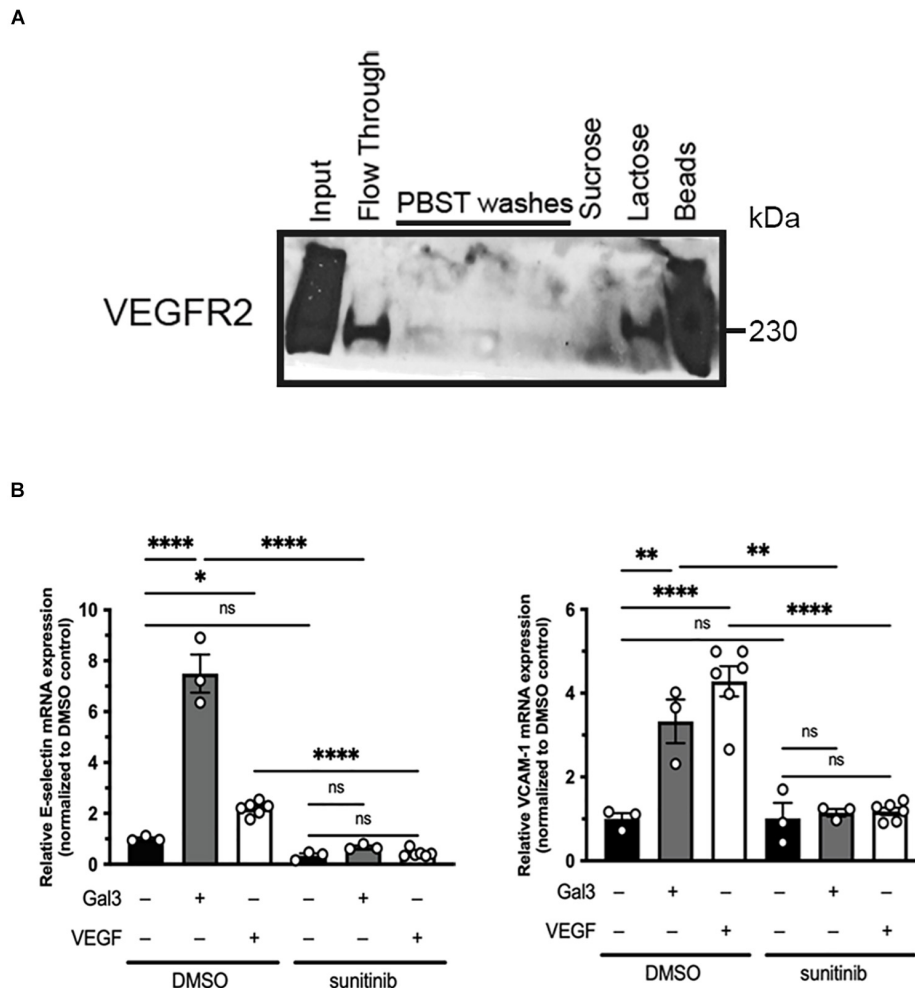 A
Input
Flow Through
PBST washes
Sucrose
Lactose
Beads
kDa
VEGFR2
230
B
Relative E-selectin mRNA expression
(normalized to DMSO control)
10
8
6
4
2
0
****
****
*
ns
****
ns
ns
Gal3 – + – – + –
VEGF – – + – – +
DMSO sunitinib
Relative VCAM-1 mRNA expression
(normalized to DMSO control)
6
4
2
0
**
**
****
****
ns
ns
ns
– + – – + –
– – + – – +
DMSO sunitinib